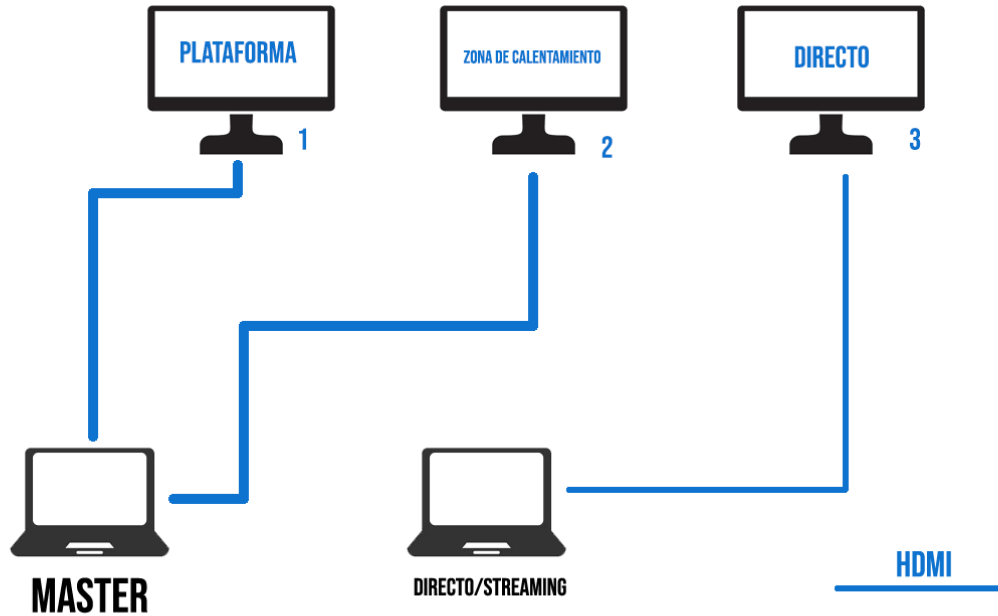 PLATAFORMA
ZONA DE CALENTAMIENTO
DIRECTO
1
2
3
MASTER
DIRECTO/STREAMING
HDMI